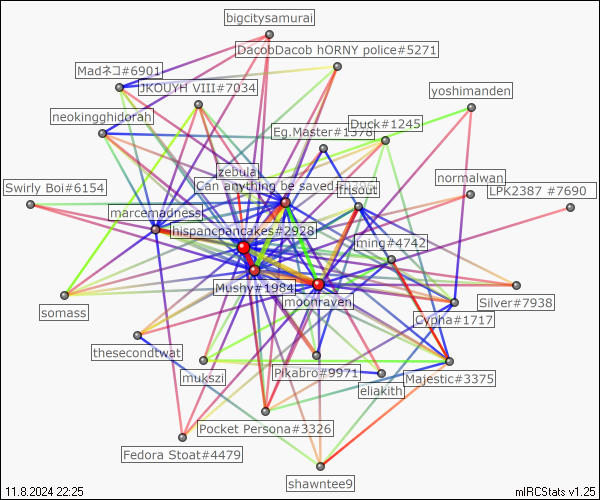 bigcitysamurai
DacobDacob hORNY police#5271
Madネコ#6901
JKOUYH VIII#7034
yoshimanden
neokingghidorah
Duck#1245
Eg.Master#1378
zebula
normalwan
Swirly Boi#6154
Can anything be saved
LPK2387 #7690
marcemadness
hispancpancakes#2928
ming#4742
Mushy#1984
moonraven
Silver#7938
somass
Cypha#1717
thesecondtwat
mukszi
Pikabro#9971
Majestic#3375
eliakith
Pocket Persona#3326
Fedora Stoat#4479
shawntee9
11.8.2024 22:25
mIRCStats v1.25